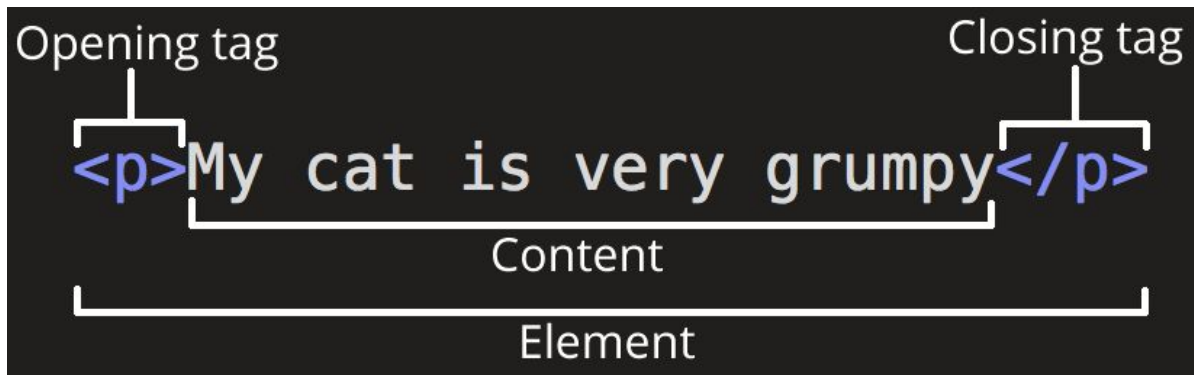 Opening tag
Closing tag
<p>My cat is very grumpy</p>
Content
Element